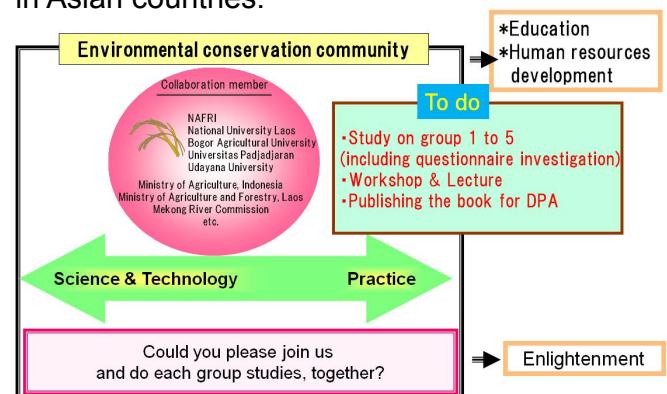 in Asian countries.
Environmental conservation community
*Education
*Human resources
development
Collaboration member
NAFRI
National University Laos
Bogor Agricultural University
Universitas Padjadjaran
Udayana University
Ministry of Agriculture, Indonesia
Ministry of Agriculture and Forestry, Laos
Mekong River Commission
etc.
To do
・Study on group 1 to 5
(including questionnaire investigation)
・Workshop & Lecture
・Publishing the book for DPA
Science & Technology
Practice
Could you please join us
and do each group studies, together?
Enlightenment